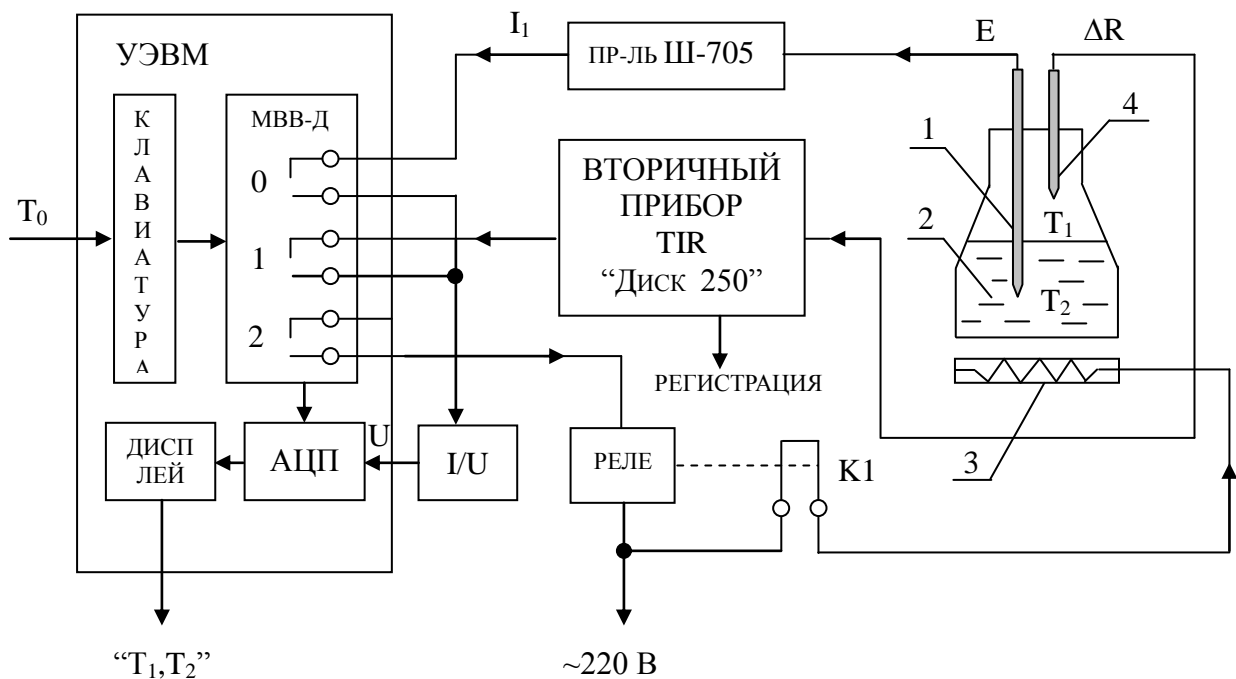 УЭВМ
I₁
ПР-ЛЬ Ш-705
E
ΔR
КЛАВИАТУРА
МВВ-Д
0
1
2
T₀
ВТОРИЧНЫЙ
ПРИБОР
TIR
“ДИСК 250”
РЕГИСТРАЦИЯ
1
2
4
T₁
T₂
3
ДИСП
ЛЕЙ
АЦП
U
I/U
РЕЛЕ
K1
“T₁,T₂”
~220 В